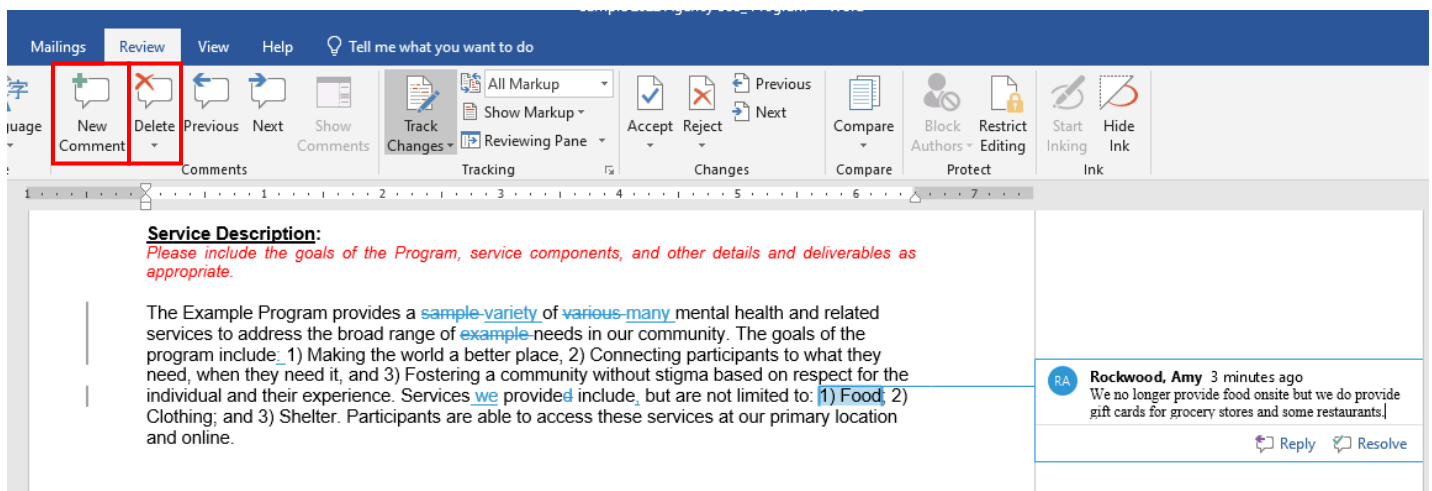 Mailings Review View Help Tell me what you want to do
字 New Comment Delete Previous Next Show Comments
Comments
Track Changes All Markup
Show Markup
Reviewing Pane
Tracking
Accept Reject Previous
Next
Changes
Compare
Compare
Block Authors Restrict Editing
Protect
Start Inking Hide Ink
Ink
1 1 2 3 4 5 6 7
Service Description:
Please include the goals of the Program, service components, and other details and deliverables as
appropriate.
The Example Program provides a sample variety of various many mental health and related
services to address the broad range of example needs in our community. The goals of the
program include: 1) Making the world a better place, 2) Connecting participants to what they
need, when they need it, and 3) Fostering a community without stigma based on respect for the
individual and their experience. Services we provided include, but are not limited to: 1) Food; 2)
Clothing; and 3) Shelter. Participants are able to access these services at our primary location
and online.
RA Rockwood, Amy 3 minutes ago
We no longer provide food onsite but we do provide
gift cards for grocery stores and some restaurants.
Reply Resolve